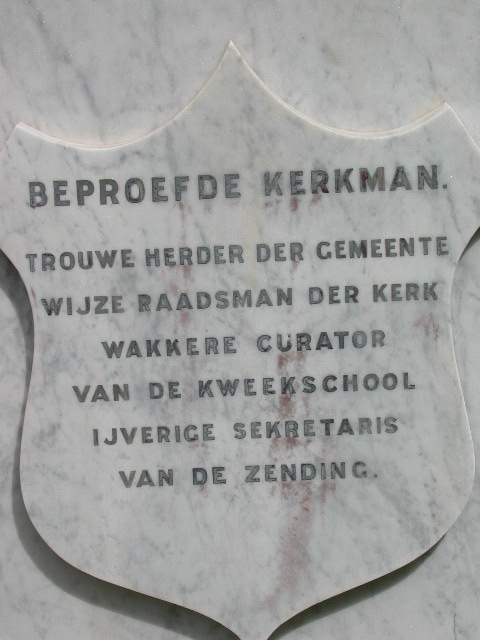 BEPROEFDE KERKMAN.
TROUWE HERDER DER GEMEENTE
WIJZE RAADSMAN DER KERK
WAKKERE CURATOR
VAN DE KWEEKSCHOOL
IJVERIGE SEKRETARIS
VAN DE ZENDING.